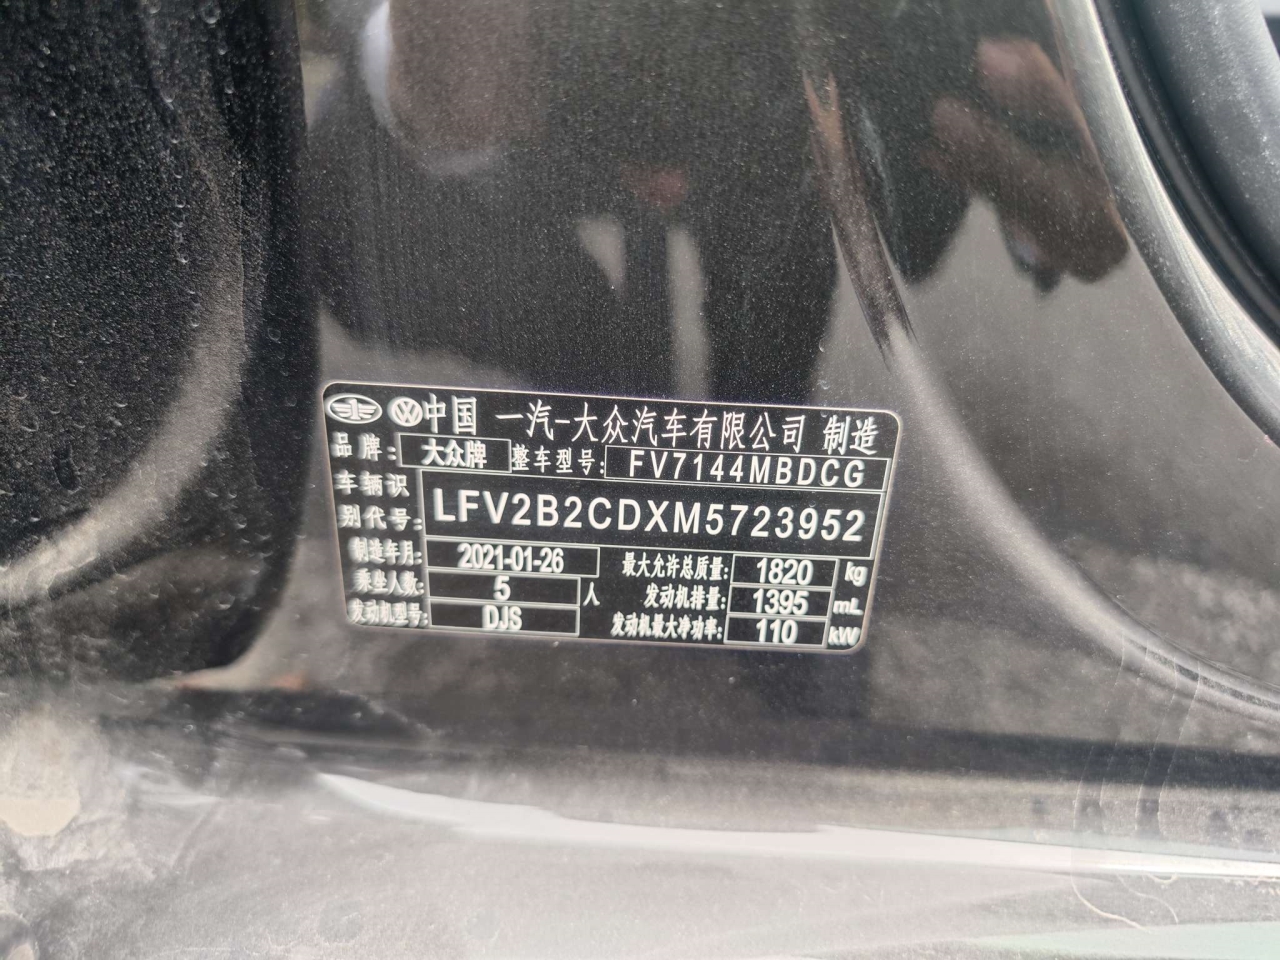 中国 一汽-大众汽车有限公司 制造
品牌: 大众牌 整车型号: FV7144MBDCG
车辆识别代号: LFV2B2CDXM5723952
制造年月: 2021-01-26 最大允许总质量: 1820 kg
乘坐人数: 5 人 发动机排量: 1395 mL
发动机型号: DJS 发动机最大净功率: 110 kW